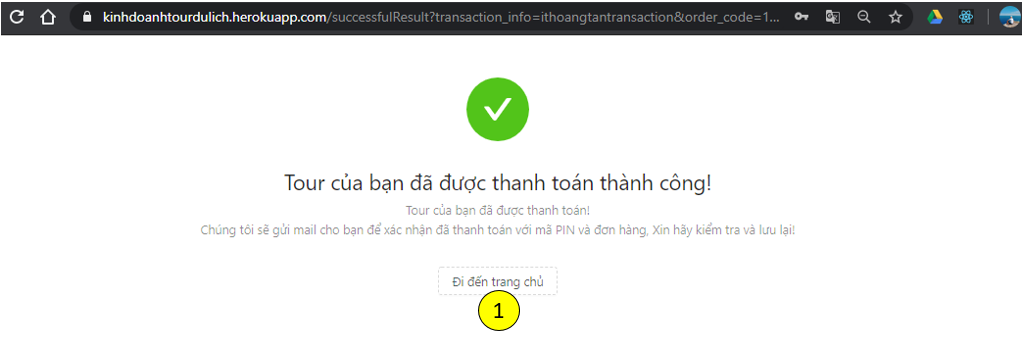 kinhdoanhtourdulich.herokuapp.com/successfulResult?transaction_info=ithoangtantransaction&order_code=1...
Tour của bạn đã được thanh toán thành công!
Tour của bạn đã được thanh toán!
Chúng tôi sẽ gửi mail cho bạn để xác nhận đã thanh toán với mã PIN và đơn hàng, Xin hãy kiểm tra và lưu lại!
Đi đến trang chủ
1